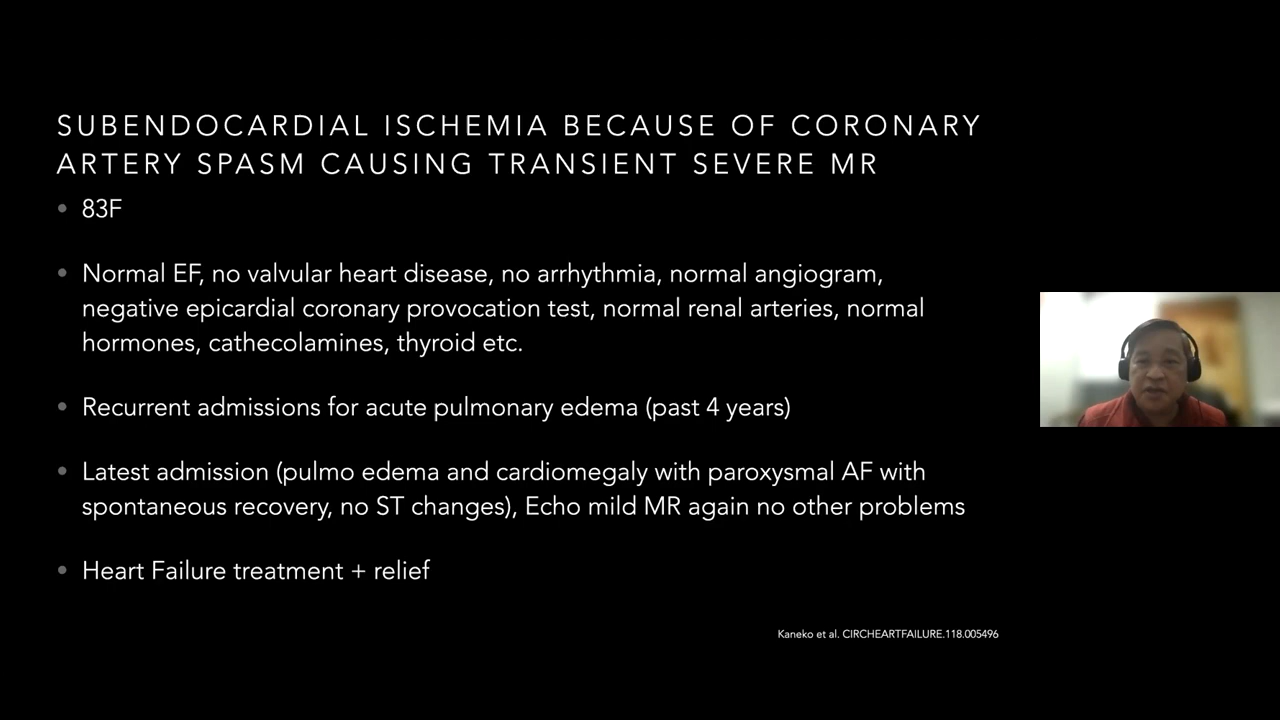 SUBENDOCARDIAL ISCHEMIA BECAUSE OF CORONARY
ARTERY SPASM CAUSING TRANSIENT SEVERE MR
• 83F
• Normal EF, no valvular heart disease, no arrhythmia, normal angiogram,
negative epicardial coronary provocation test, normal renal arteries, normal
hormones, cathecolamines, thyroid etc.
• Recurrent admissions for acute pulmonary edema (past 4 years)
• Latest admission (pulmo edema and cardiomegaly with paroxysmal AF with
spontaneous recovery, no ST changes), Echo mild MR again no other problems
• Heart Failure treatment + relief
Kaneko et al. CIRCHEARTFAILURE.118.005496